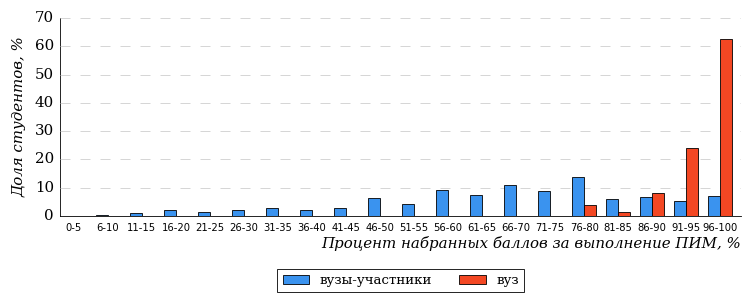 Доля студентов, %
70
60
50
40
30
20
10
0
0-5 6-10 11-15 16-20 21-25 26-30 31-35 36-40 41-45 46-50 51-55 56-60 61-65 66-70 71-75 76-80 81-85 86-90 91-95 96-100
Процент набранных баллов за выполнение ПИМ, %
вузы-участники вуз